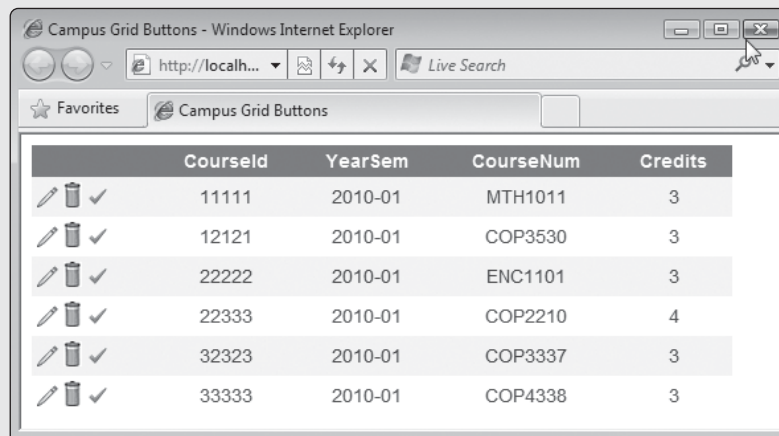 Campus Grid Buttons - Windows Internet Explorer
http://localh... Live Search
Favorites Campus Grid Buttons
CourseId YearSem CourseNum Credits
11111 2010-01 MTH1011 3
12121 2010-01 COP3530 3
22222 2010-01 ENC1101 3
22333 2010-01 COP2210 4
32323 2010-01 COP3337 3
33333 2010-01 COP4338 3